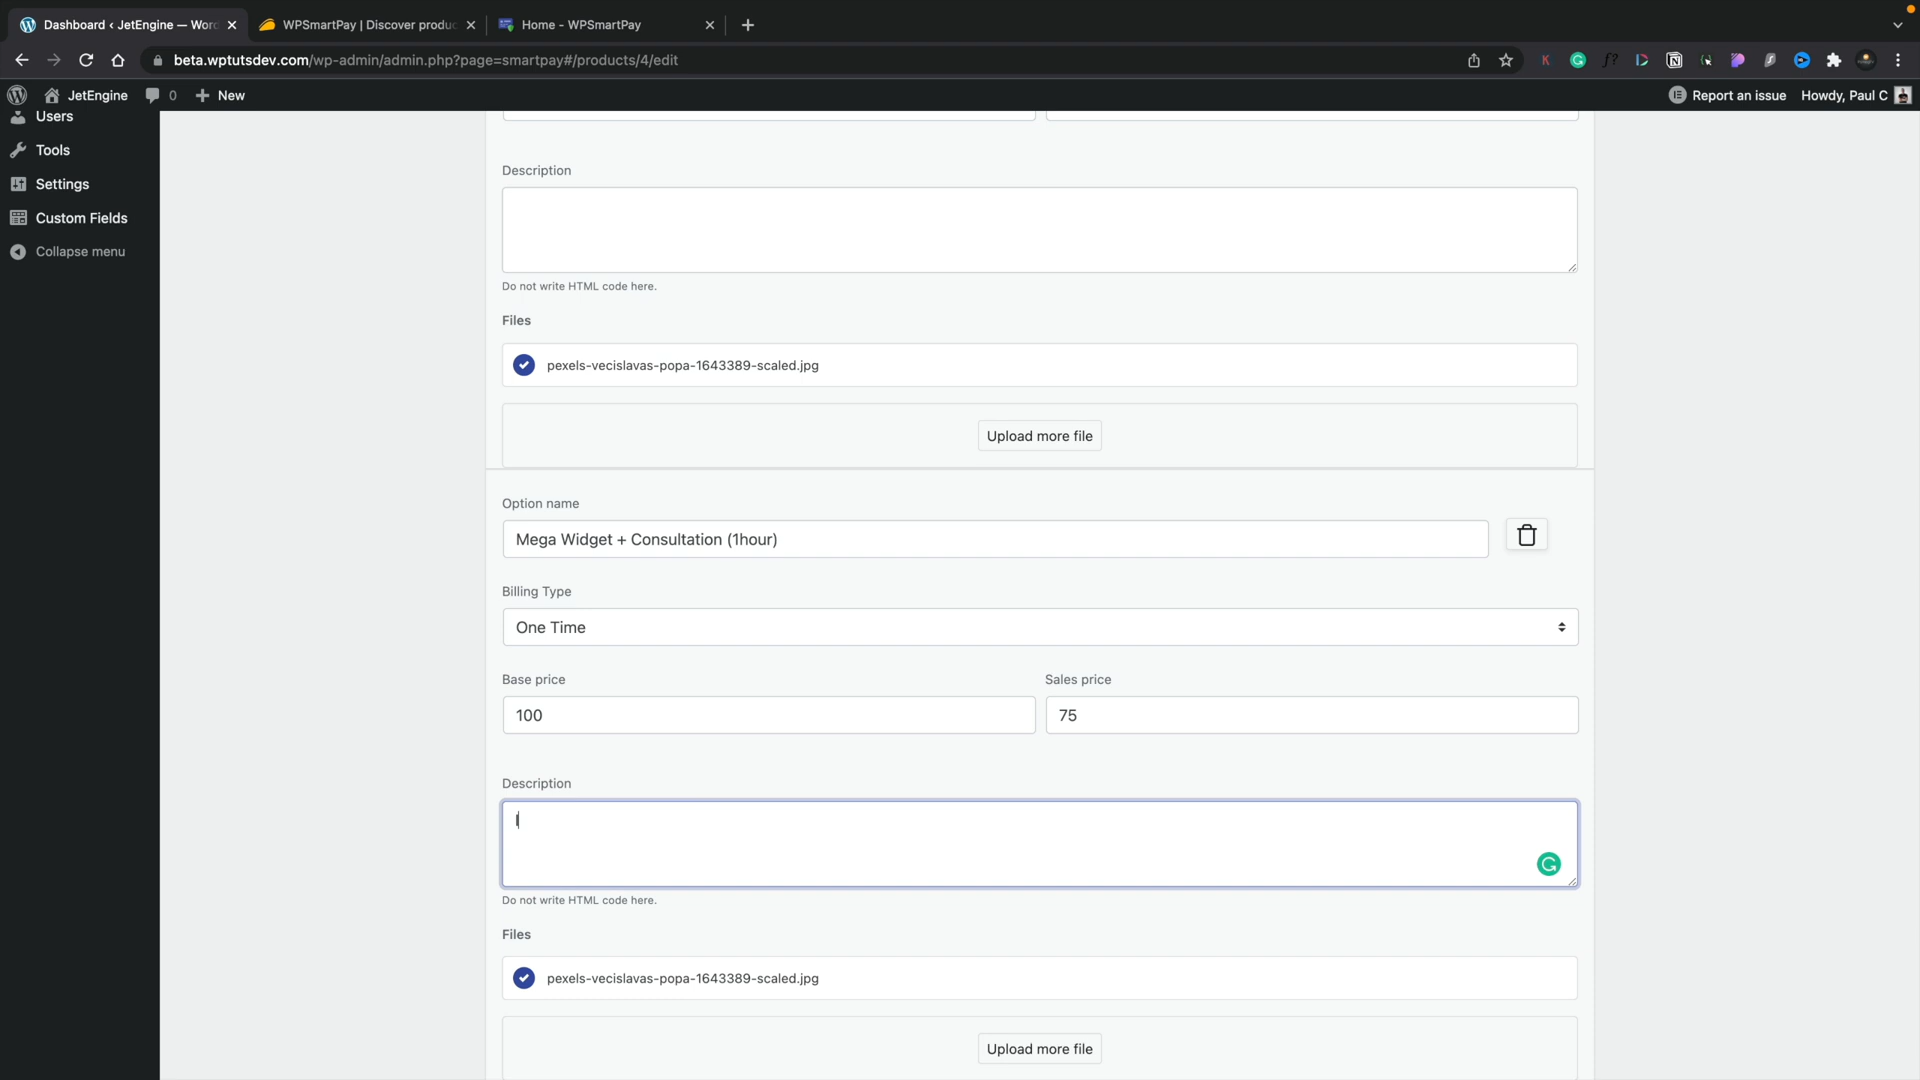 Dashboard ‹ JetEngine — Wor
WPSmartPay | Discover produc
Home - WPSmartPay
beta.wptutsdev.com/wp-admin/admin.php?page=smartpay#/products/4/edit
JetEngine
0
New
Report an issue
Howdy, Paul C
Users
Tools
Settings
Custom Fields
Collapse menu
Description
Do not write HTML code here.
Files
pexels-vecislavas-popa-1643389-scaled.jpg
Upload more file
Option name
Mega Widget + Consultation (1hour)
Billing Type
One Time
Base price
Sales price
100
75
Description
I
Do not write HTML code here.
Files
pexels-vecislavas-popa-1643389-scaled.jpg
Upload more file